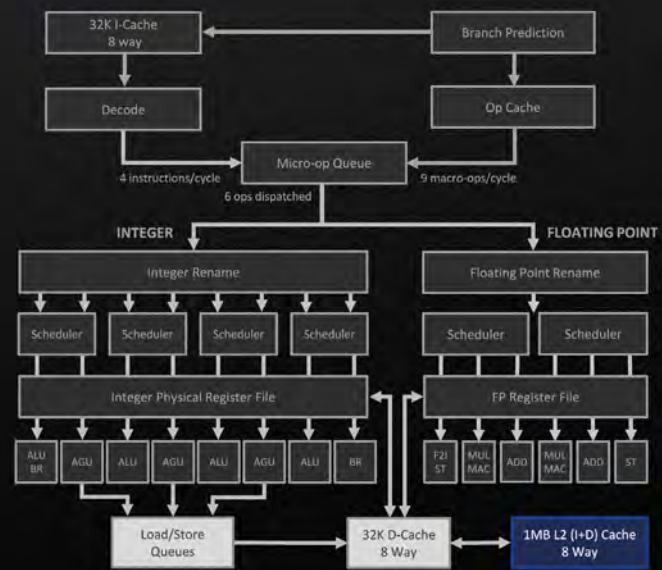 32K I-Cache
8 way
Branch Prediction
Decode
Op Cache
Micro-op Queue
4 instructions/cycle
9 macro-ops/cycle
6 ops dispatched
INTEGER
FLOATING POINT
Integer Rename
Floating Point Rename
Scheduler
Scheduler
Scheduler
Scheduler
Scheduler
Scheduler
Integer Physical Register File
FP Register File
ALU
BR
AGU
ALU
AGU
ALU
AGU
ALU
BR
F2I
ST
MUL
MAC
ADD
MUL
MAC
ADD
ST
Load/Store
Queues
32K D-Cache
8 Way
1MB L2 (I+D) Cache
8 Way